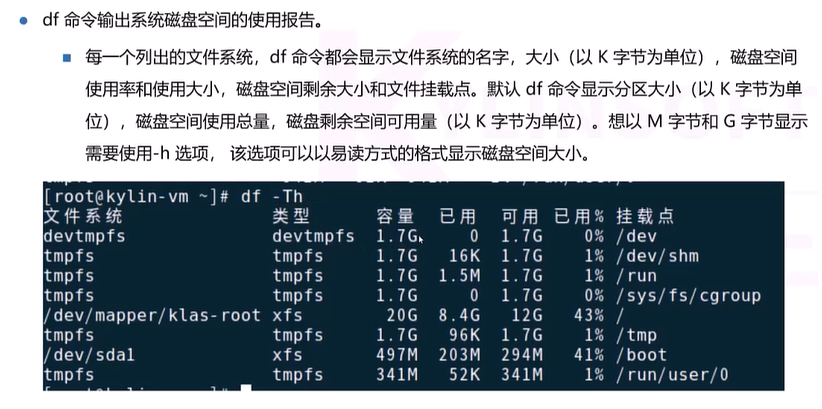 df 命令输出系统磁盘空间的使用报告。
每一个列出的文件系统，df 命令都会显示文件系统的名字，大小（以 K 字节为单位），磁盘空间
使用率和使用大小，磁盘空间剩余大小和文件挂载点。默认 df 命令显示分区大小（以 K 字节为单
位），磁盘空间使用总量，磁盘剩余空间可用量（以 K 字节为单位）。想以 M 字节和 G 字节显示
需要使用-h 选项， 该选项可以以易读方式的格式显示磁盘空间大小。
[root@kylin-vm ~]# df -Th
文件系统 类型 容量 已用 可用 已用% 挂载点
devtmpfs devtmpfs 1.7G 0 1.7G 0% /dev
tmpfs tmpfs 1.7G 16K 1.7G 1% /dev/shm
tmpfs tmpfs 1.7G 1.5M 1.7G 1% /run
tmpfs tmpfs 1.7G 0 1.7G 0% /sys/fs/cgroup
/dev/mapper/klas-root xfs 20G 8.4G 12G 43% /
tmpfs tmpfs 1.7G 96K 1.7G 1% /tmp
/dev/sda1 xfs 497M 203M 294M 41% /boot
tmpfs tmpfs 341M 52K 341M 1% /run/user/0